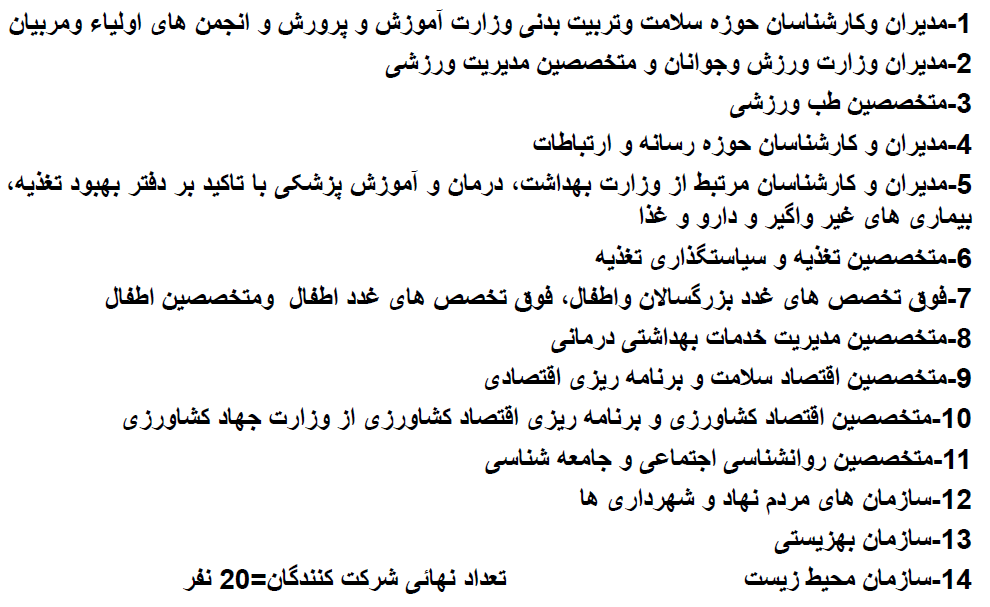 1-مدیران وکارشناسان حوزه سلامت وتربیت بدنی وزارت آموزش و پرورش و انجمن های اولیاء ومربیان
2-مدیران وزارت ورزش وجوانان و متخصصین مدیریت ورزشی
3-متخصصین طب ورزشی
4-مدیران و کارشناسان حوزه رسانه و ارتباطات
5-مدیران و کارشناسان مرتبط از وزارت بهداشت، درمان و آموزش پزشکی با تاکید بر دفتر بهبود تغذیه،
بیماری های غیر واگیر و دارو و غذا
6-متخصصین تغذیه و سیاستگذاری تغذیه
7-فوق تخصص های غدد بزرگسالان واطفال، فوق تخصص های غدد اطفال ومتخصصین اطفال
8-متخصصین مدیریت خدمات بهداشتی درمانی
9-متخصصین اقتصاد سلامت و برنامه ریزی اقتصادی
10-متخصصین اقتصاد کشاورزی و برنامه ریزی اقتصاد کشاورزی از وزارت جهاد کشاورزی
11-متخصصین روانشناسی اجتماعی و جامعه شناسی
12-سازمان های مردم نهاد و شهرداری ها
13-سازمان بهزیستی
14-سازمان محیط زیست تعداد نهائی شرکت کنندگان=20 نفر